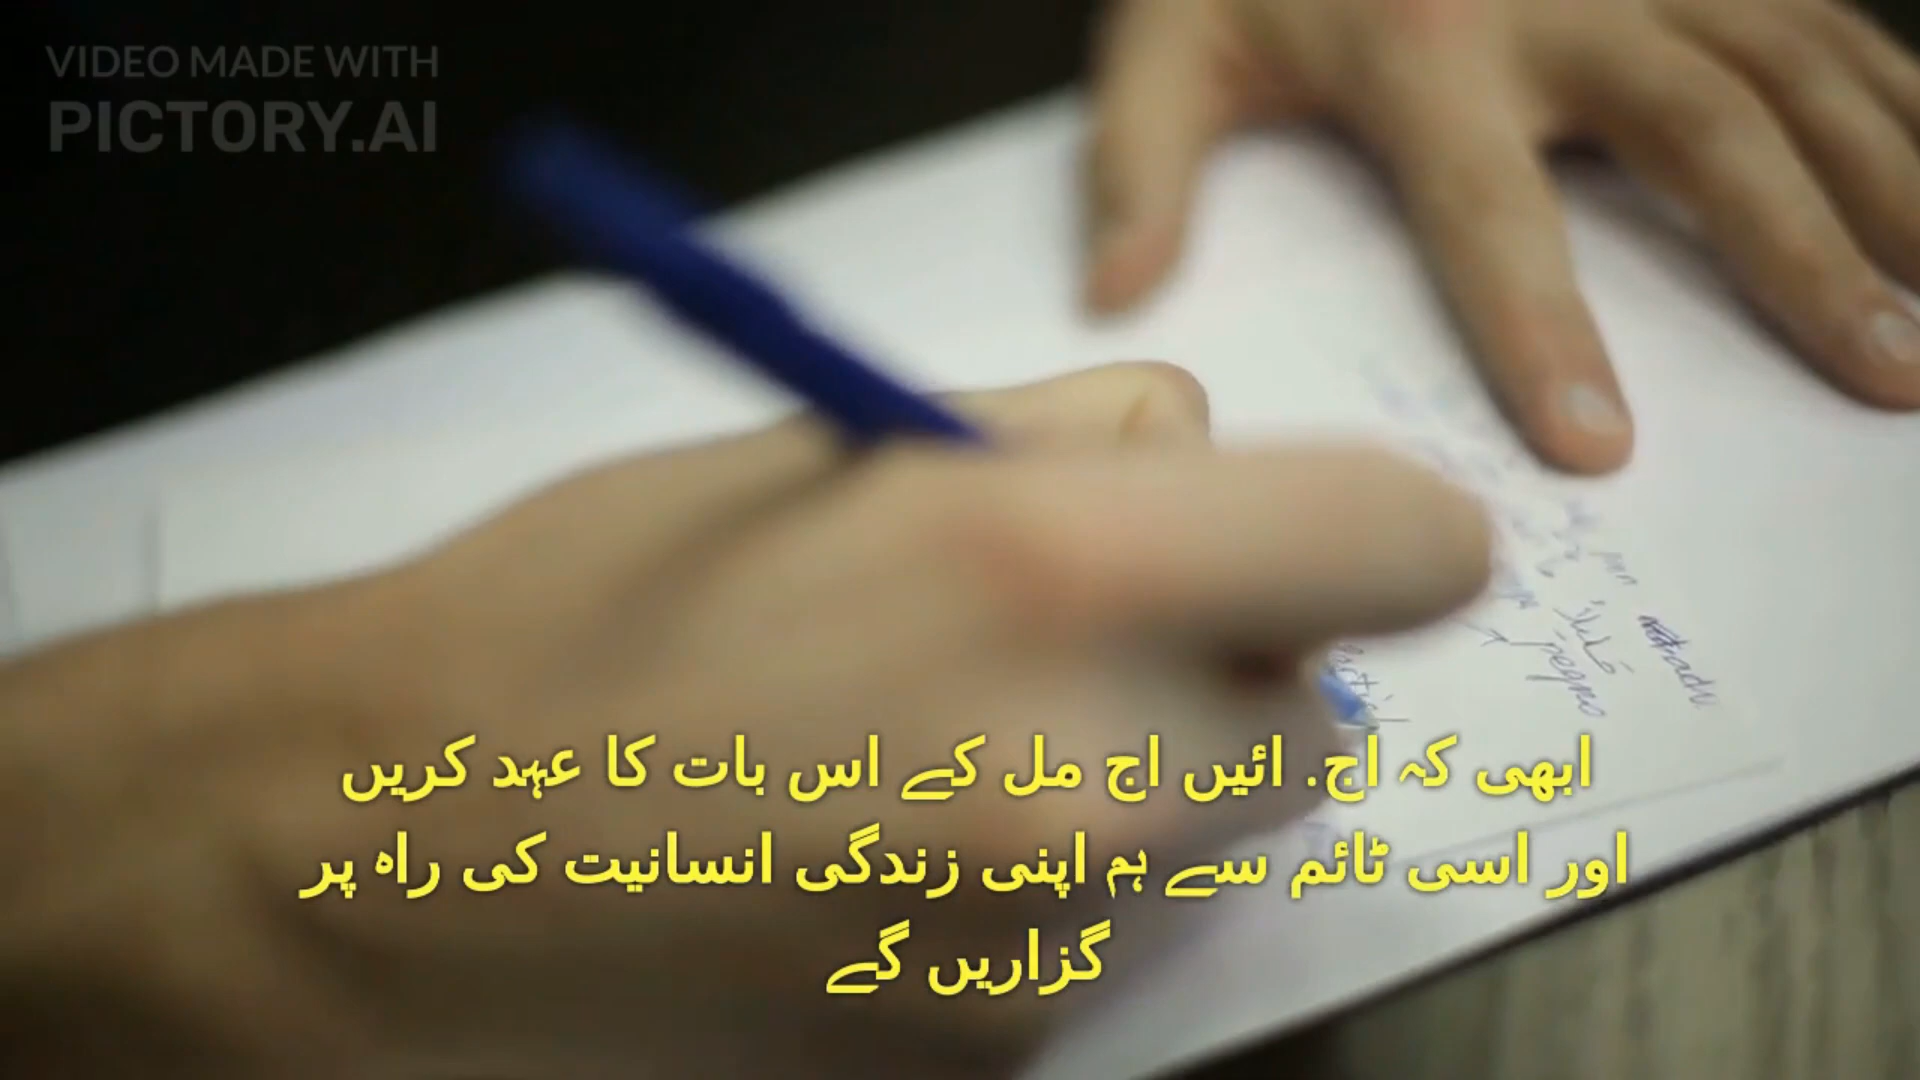 VIDEO MADE WITH
PICTORY.AI
ابھی کہ اج. ائیں اج مل کے اس بات کا عہد کریں
اور اسی ٹائم سے ہم اپنی زندگی انسانیت کی راہ پر
گزاریں گے